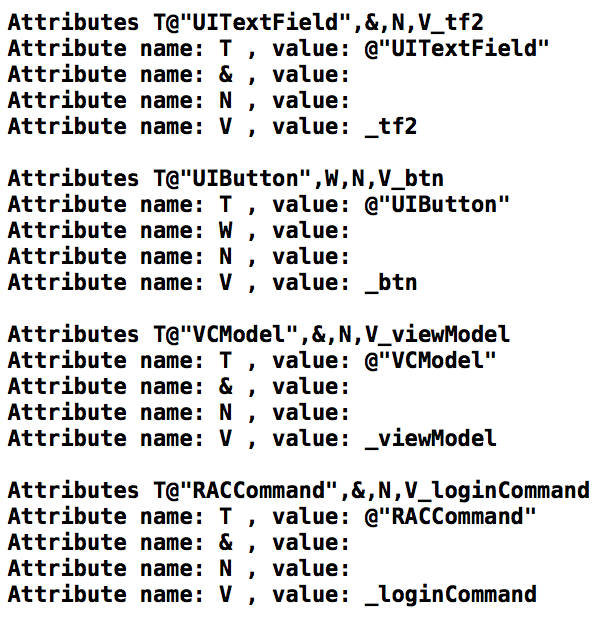 Attributes T@"UITextField",&,N,V_tf2
Attribute name: T , value: @"UITextField"
Attribute name: & , value:
Attribute name: N , value:
Attribute name: V , value: _tf2
Attributes T@"UIButton",W,N,V_btn
Attribute name: T , value: @"UIButton"
Attribute name: W , value:
Attribute name: N , value:
Attribute name: V , value: _btn
Attributes T@"VCModel",&,N,V_viewModel
Attribute name: T , value: @"VCModel"
Attribute name: & , value:
Attribute name: N , value:
Attribute name: V , value: _viewModel
Attributes T@"RACCommand",&,N,V_loginCommand
Attribute name: T , value: @"RACCommand"
Attribute name: & , value:
Attribute name: N , value:
Attribute name: V , value: _loginCommand